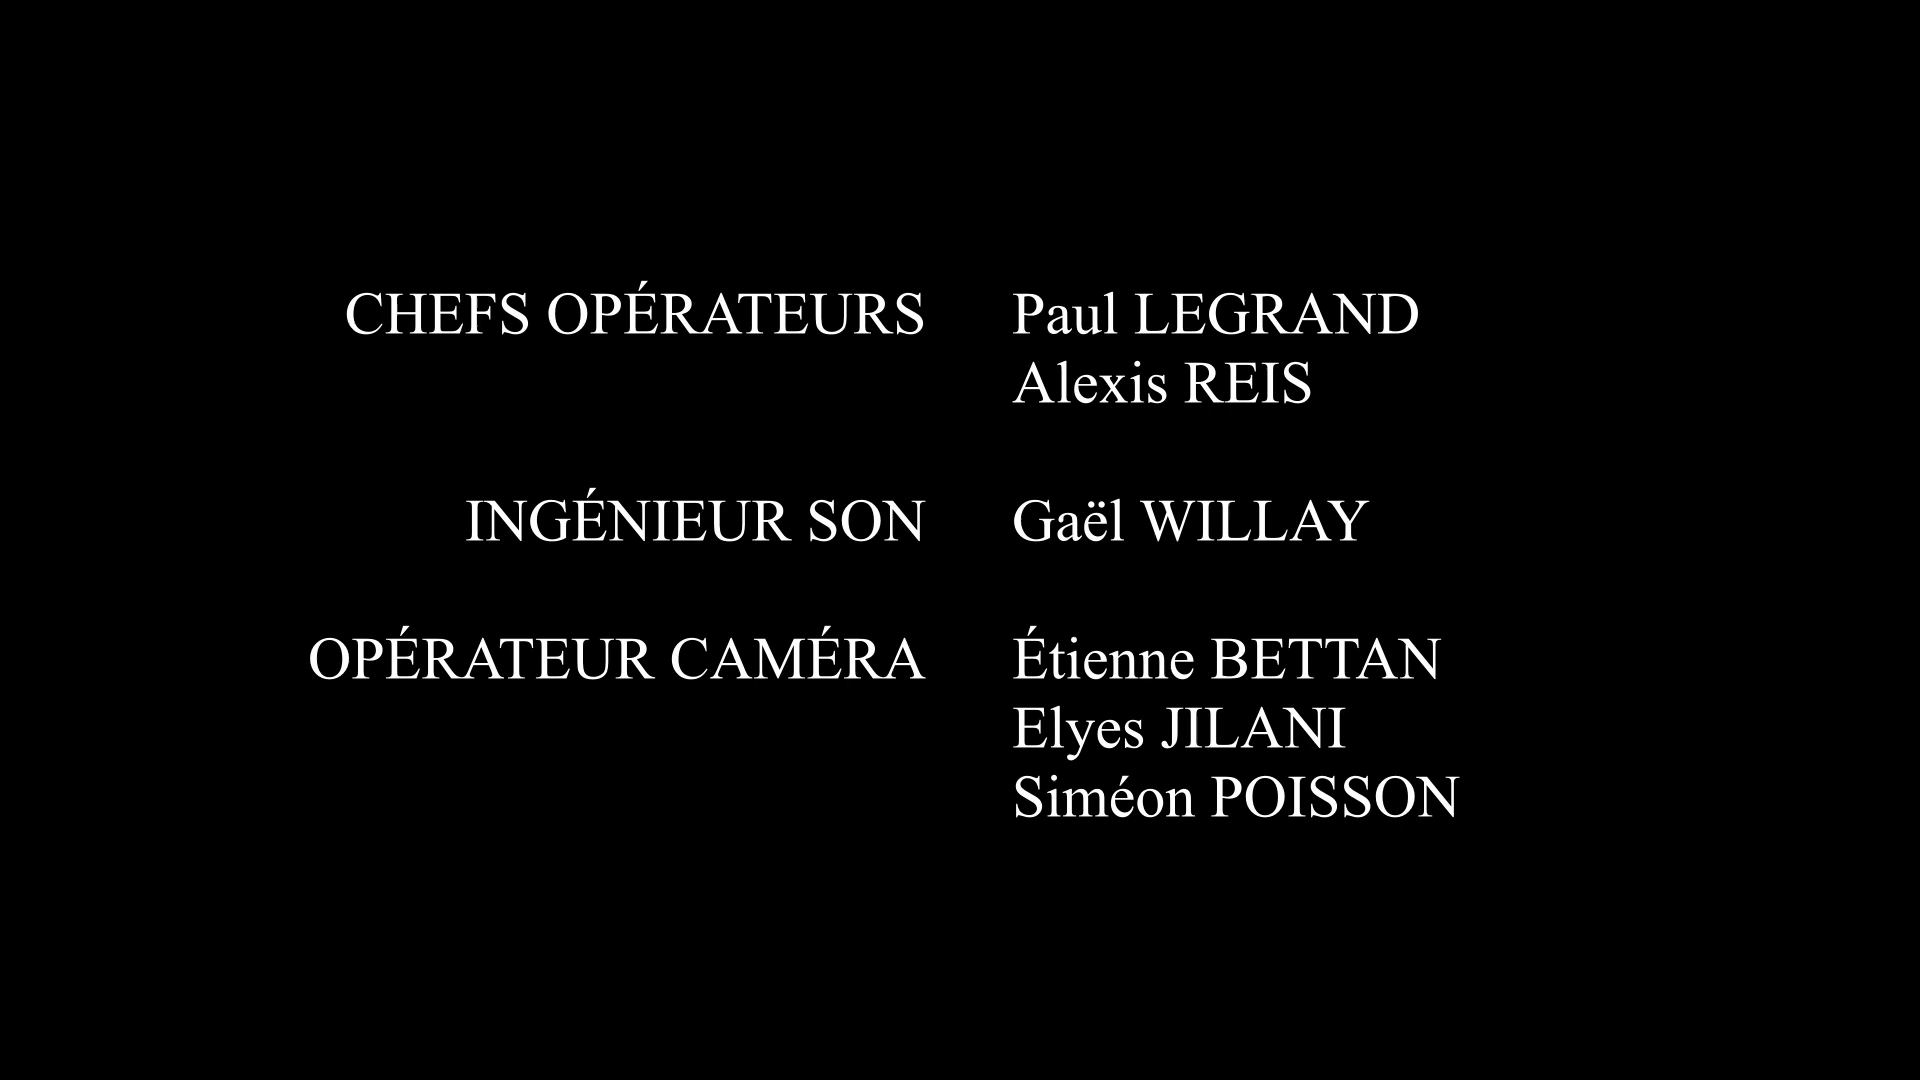 CHEFS OPÉRATEURS Paul LEGRAND
Alexis REIS
INGÉNIEUR SON Gaël WILLAY
OPÉRATEUR CAMÉRA Étienne BETTAN
Elyes JILANI
Siméon POISSON